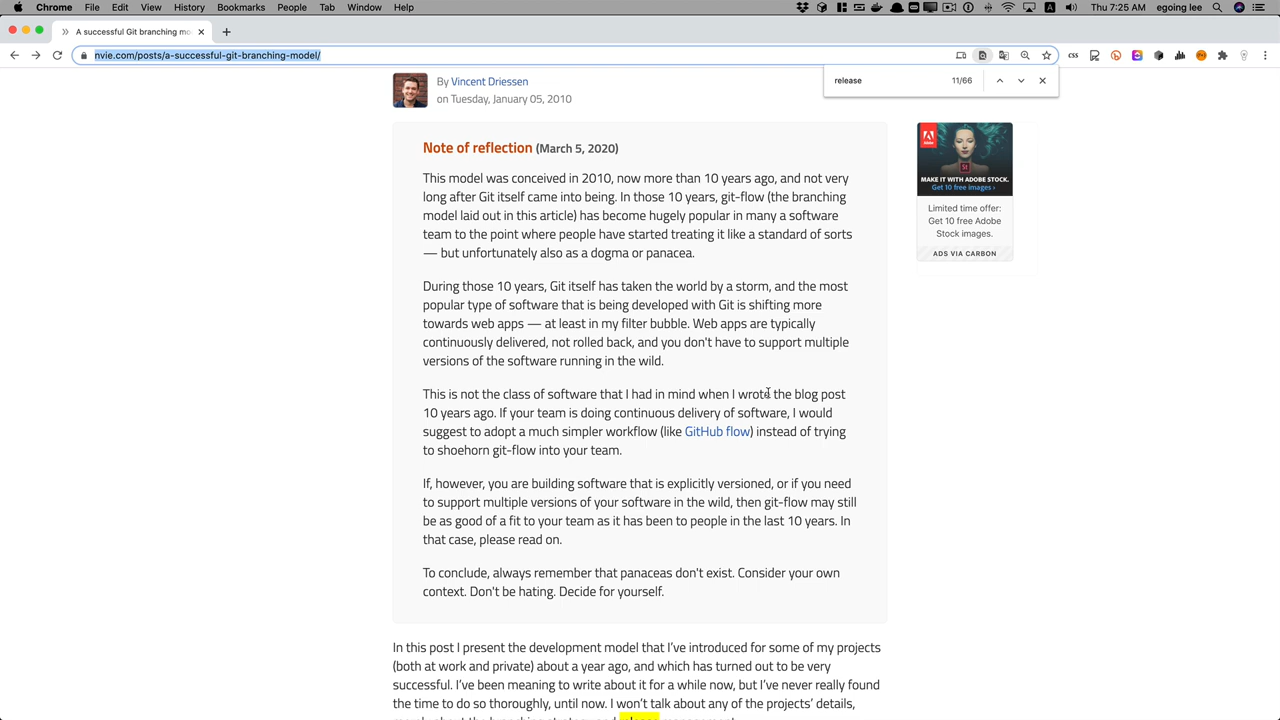 Chrome File Edit View History Bookmarks People Tab Window Help
A Thu 7:25 AM egoing lee
A successful Git branching mo
nvie.com/posts/a-successful-git-branching-model/
css
release 11/66
By Vincent Driessen
on Tuesday, January 05, 2010
Note of reflection (March 5, 2020)
This model was conceived in 2010, now more than 10 years ago, and not very
long after Git itself came into being. In those 10 years, git-flow (the branching
model laid out in this article) has become hugely popular in many a software
team to the point where people have started treating it like a standard of sorts
— but unfortunately also as a dogma or panacea.
During those 10 years, Git itself has taken the world by a storm, and the most
popular type of software that is being developed with Git is shifting more
towards web apps — at least in my filter bubble. Web apps are typically
continuously delivered, not rolled back, and you don't have to support multiple
versions of the software running in the wild.
This is not the class of software that I had in mind when I wrote the blog post
10 years ago. If your team is doing continuous delivery of software, I would
suggest to adopt a much simpler workflow (like GitHub flow) instead of trying
to shoehorn git-flow into your team.
If, however, you are building software that is explicitly versioned, or if you need
to support multiple versions of your software in the wild, then git-flow may still
be as good of a fit to your team as it has been to people in the last 10 years. In
that case, please read on.
To conclude, always remember that panaceas don't exist. Consider your own
context. Don't be hating. Decide for yourself.
Adobe
St
MAKE IT WITH ADOBE STOCK.
Get 10 free images ›
Limited time offer:
Get 10 free Adobe
Stock images.
ADS VIA CARBON
In this post I present the development model that I've introduced for some of my projects
(both at work and private) about a year ago, and which has turned out to be very
successful. I've been meaning to write about it for a while now, but I've never really found
the time to do so thoroughly, until now. I won't talk about any of the projects' details,
merely about the branching strategy and release management.